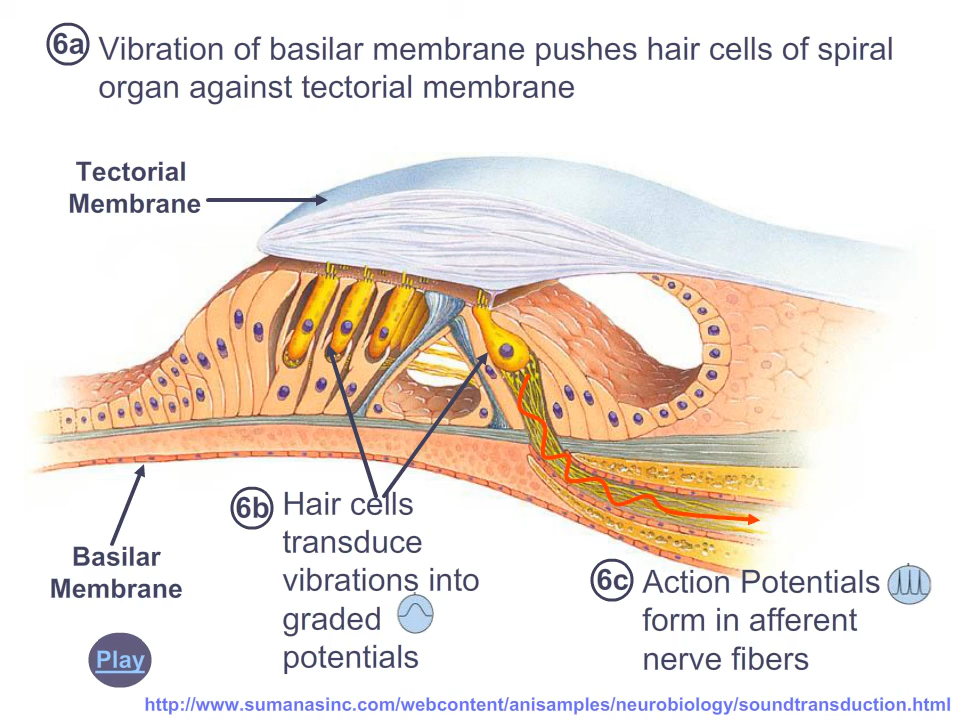 6a Vibration of basilar membrane pushes hair cells of spiral
organ against tectorial membrane
Tectorial
Membrane
6b Hair cells
transduce
vibrations into
graded
potentials
Basilar
Membrane
6c Action Potentials
form in afferent
nerve fibers
Play
http://www.sumanasinc.com/webcontent/anisamples/neurobiology/soundtransduction.html